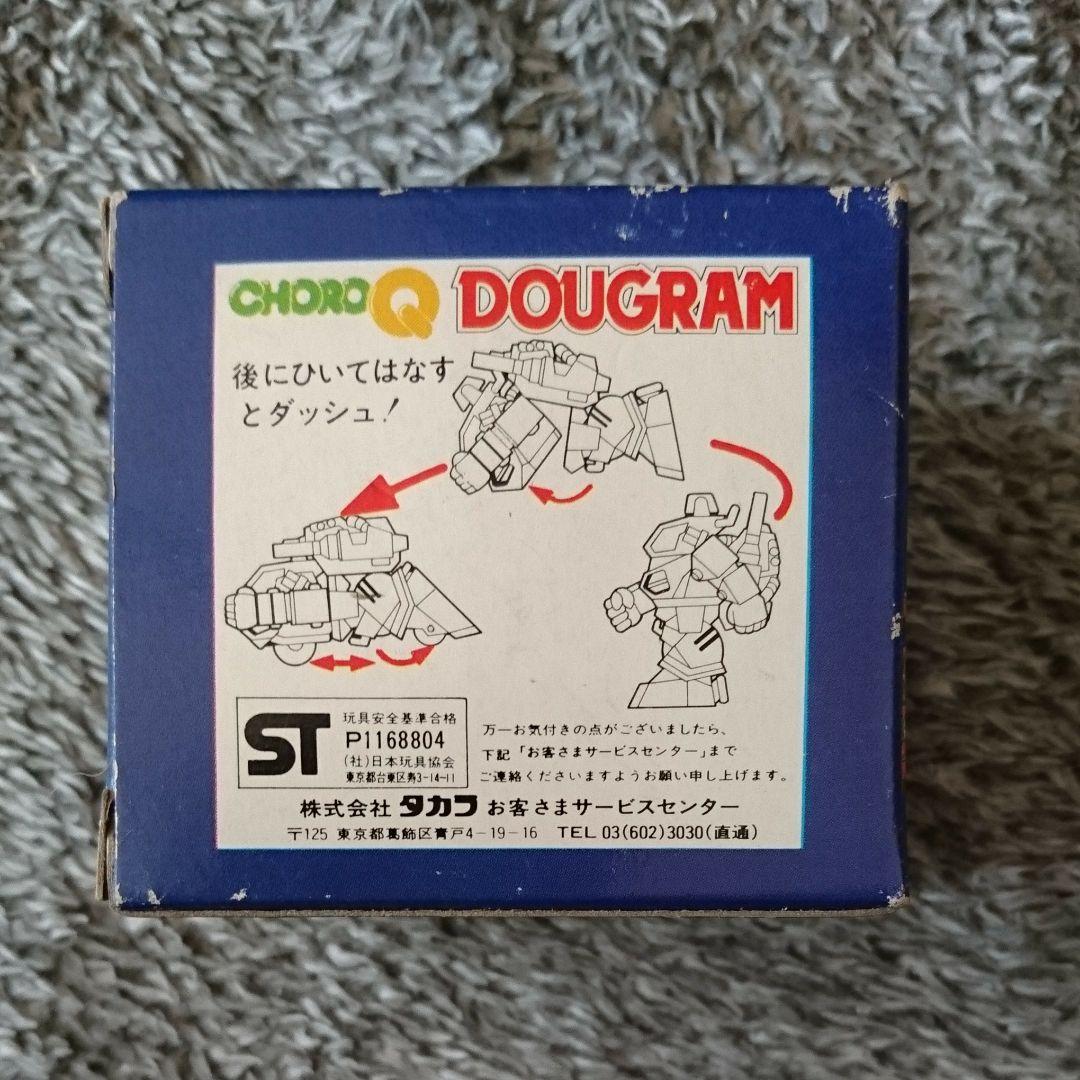 CHORO Q DOUGRAM
後にひいてはなす
とダッシュ!
ST
玩具安全基準合格
P1168804
(社)日本玩具協会
東京都台東区寿3-14-11
万一お気付きの点がございましたら、
下記「お客さまサービスセンター」まで
ご連絡くださいますようお願い申し上げます。
株式会社 タカラ お客さまサービスセンター
〒125 東京都葛飾区青戸4-19-16 TEL 03(602)3030(直通)